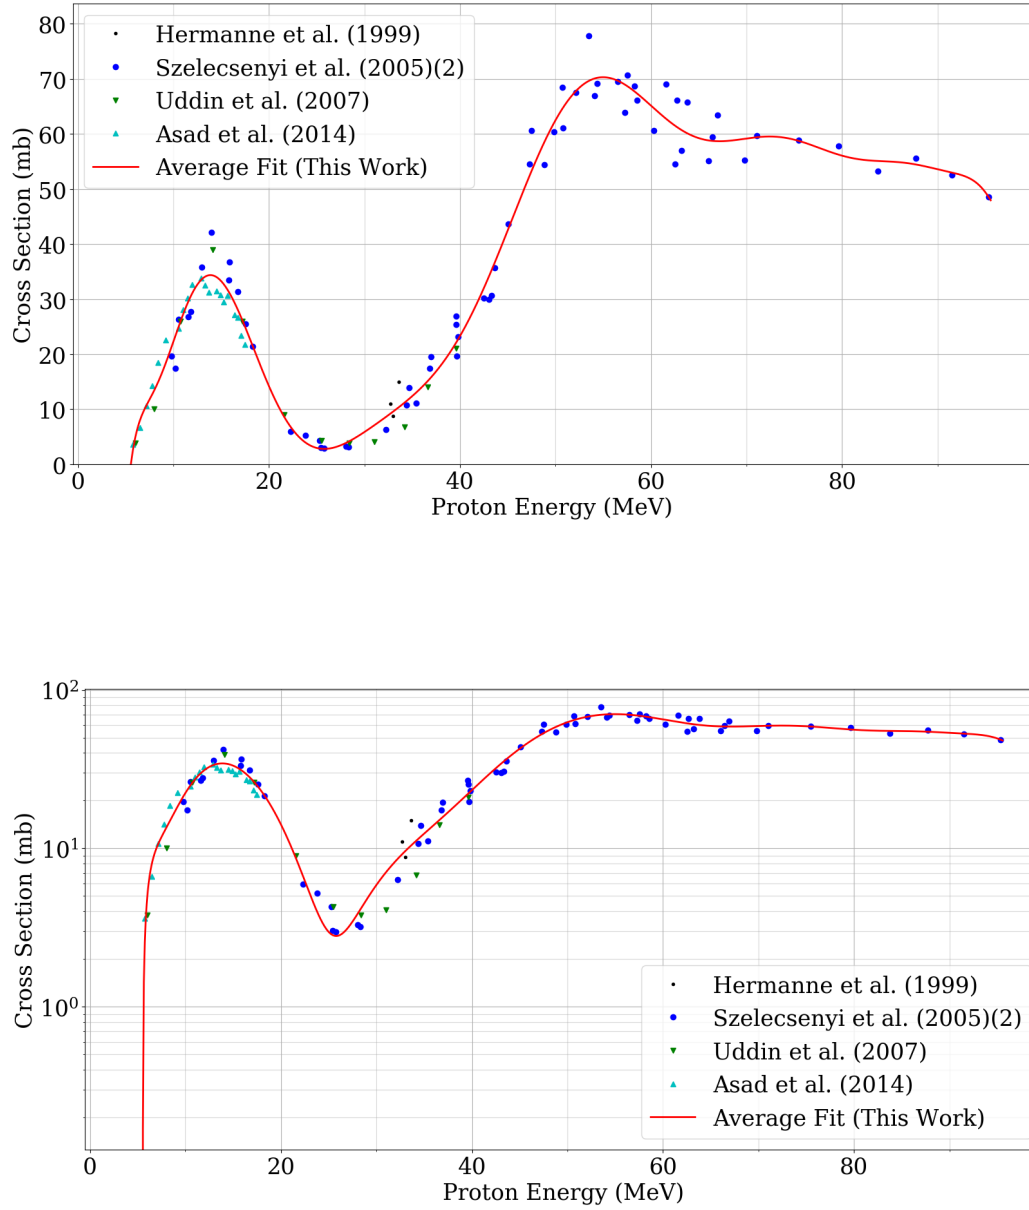 80
70
60
50
40
30
20
10
0
Cross Section (mb)
Hermanne et al. (1999)
Szelecsenyi et al. (2005)(2)
Uddin et al. (2007)
Asad et al. (2014)
Average Fit (This Work)
0 20 40 60 80
Proton Energy (MeV)
10²
10¹
10⁰
Cross Section (mb)
Hermanne et al. (1999)
Szelecsenyi et al. (2005)(2)
Uddin et al. (2007)
Asad et al. (2014)
Average Fit (This Work)
0 20 40 60 80
Proton Energy (MeV)